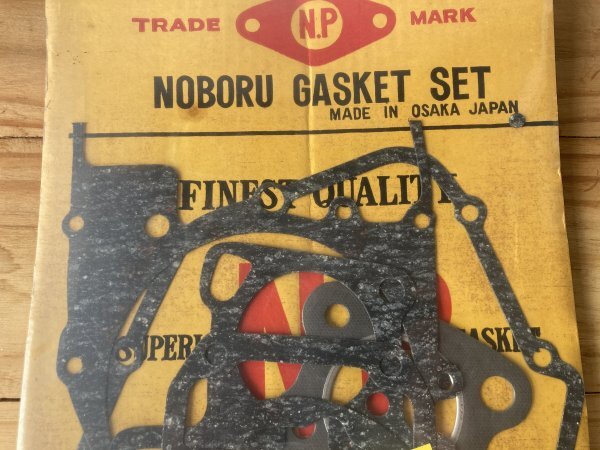 TRADE N.P MARK
NOBORU GASKET SET
MADE IN OSAKA JAPAN
FINEST QUALITY